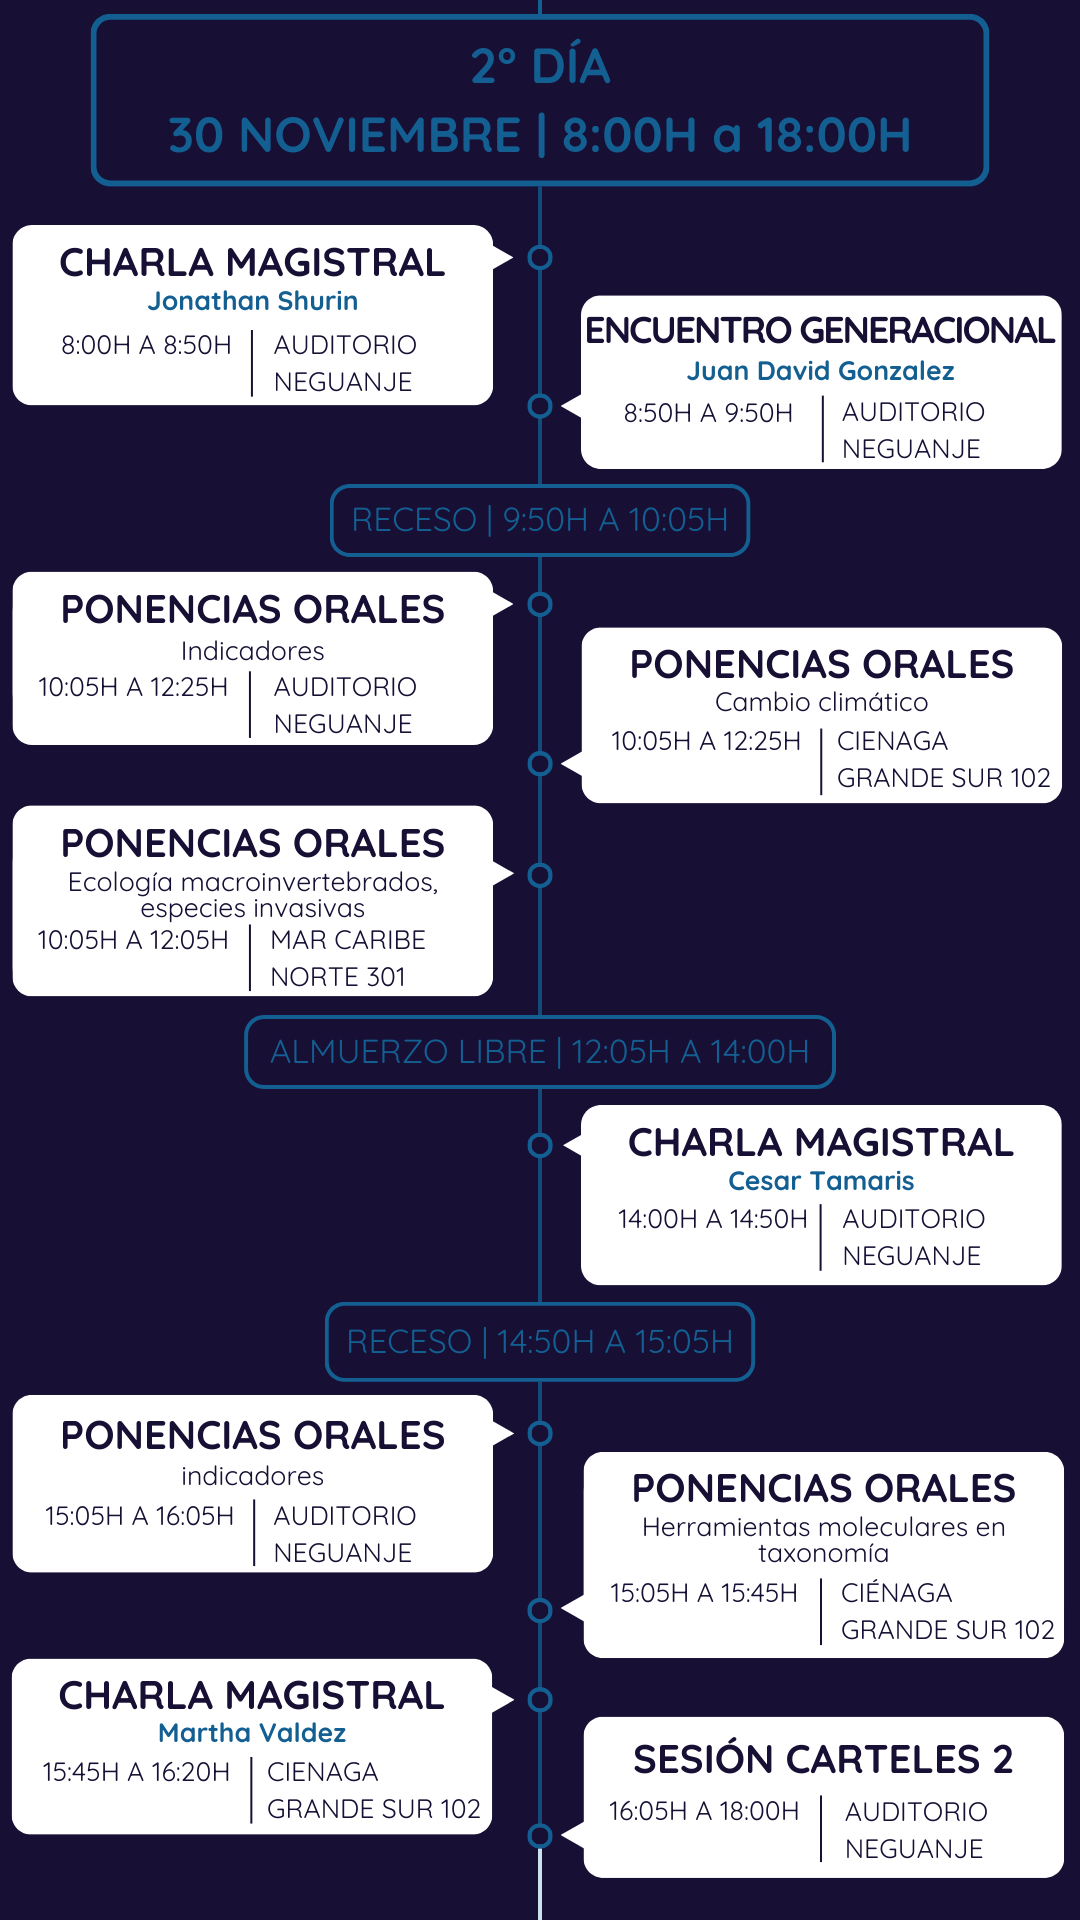 2° DÍA
30 NOVIEMBRE | 8:00H a 18:00H
CHARLA MAGISTRAL
Jonathan Shurin
8:00H A 8:50H
AUDITORIO
NEGUANJE
ENCUENTRO GENERACIONAL
Juan David Gonzalez
8:50H A 9:50H
AUDITORIO
NEGUANJE
RECESO | 9:50H A 10:05H
PONENCIAS ORALES
Indicadores
10:05H A 12:25H
AUDITORIO
NEGUANJE
PONENCIAS ORALES
Cambio climático
10:05H A 12:25H
CIENAGA
GRANDE SUR 102
PONENCIAS ORALES
Ecología macroinvertebrados,
especies invasivas
10:05H A 12:05H
MAR CARIBE
NORTE 301
ALMUERZO LIBRE | 12:05H A 14:00H
CHARLA MAGISTRAL
Cesar Tamaris
14:00H A 14:50H
AUDITORIO
NEGUANJE
RECESO | 14:50H A 15:05H
PONENCIAS ORALES
indicadores
15:05H A 16:05H
AUDITORIO
NEGUANJE
PONENCIAS ORALES
Herramientas moleculares en
taxonomía
15:05H A 15:45H
CIÉNAGA
GRANDE SUR 102
CHARLA MAGISTRAL
Martha Valdez
15:45H A 16:20H
CIENAGA
GRANDE SUR 102
SESIÓN CARTELES 2
16:05H A 18:00H
AUDITORIO
NEGUANJE